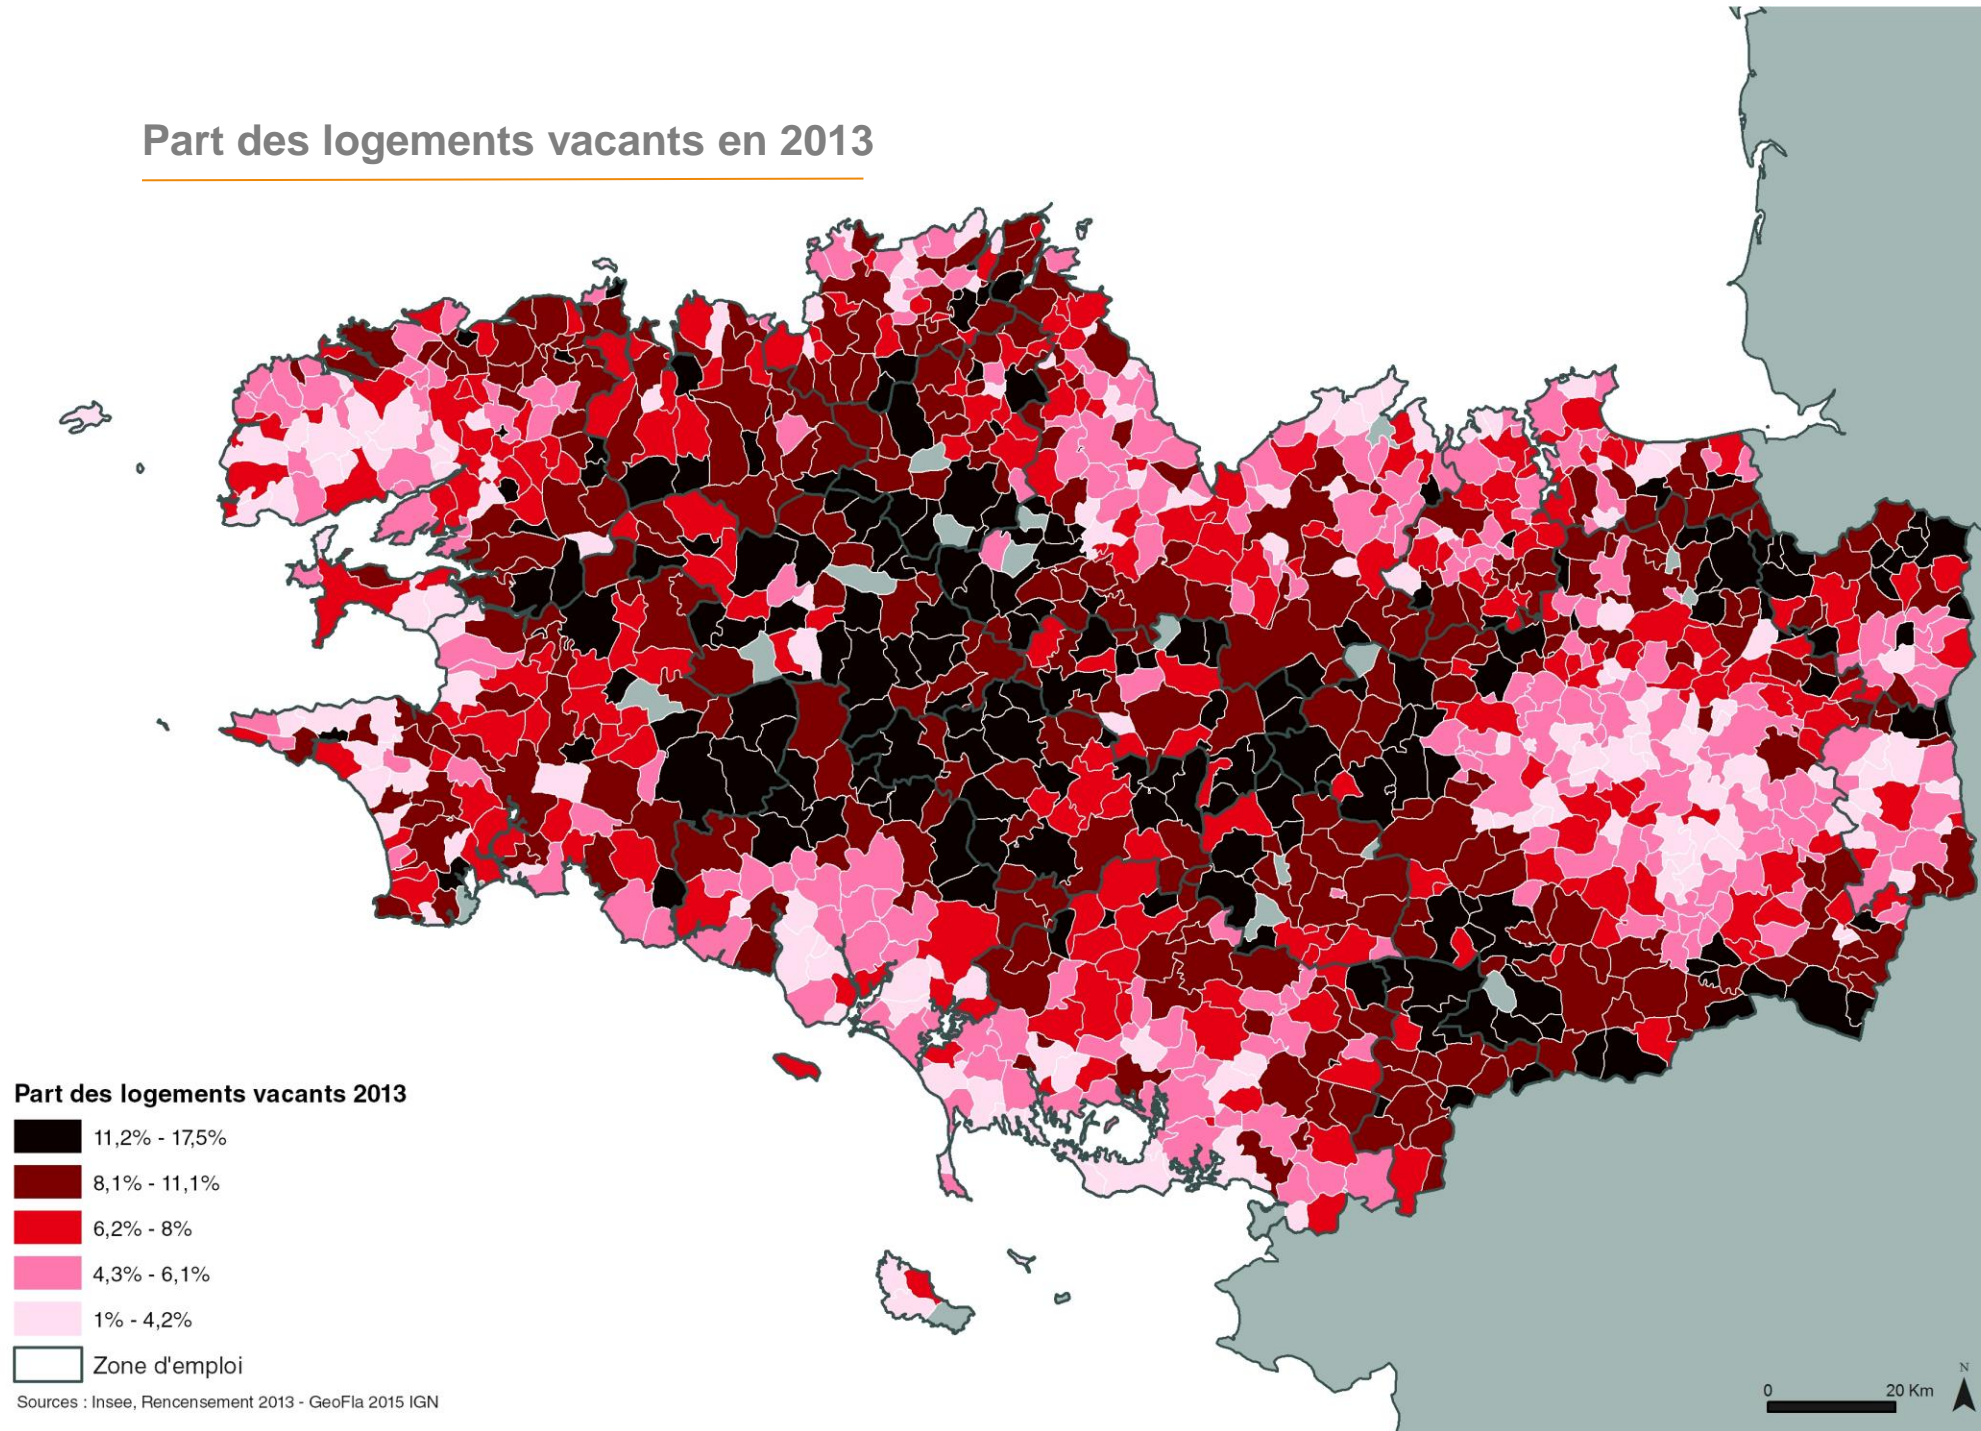 Part des logements vacants en 2013
Part des logements vacants 2013
11,2% - 17,5%
8,1% - 11,1%
6,2% - 8%
4,3% - 6,1%
1% - 4,2%
Zone d'emploi
Sources : Insee, Rencensement 2013 - GeoFla 2015 IGN
0 20 Km
N